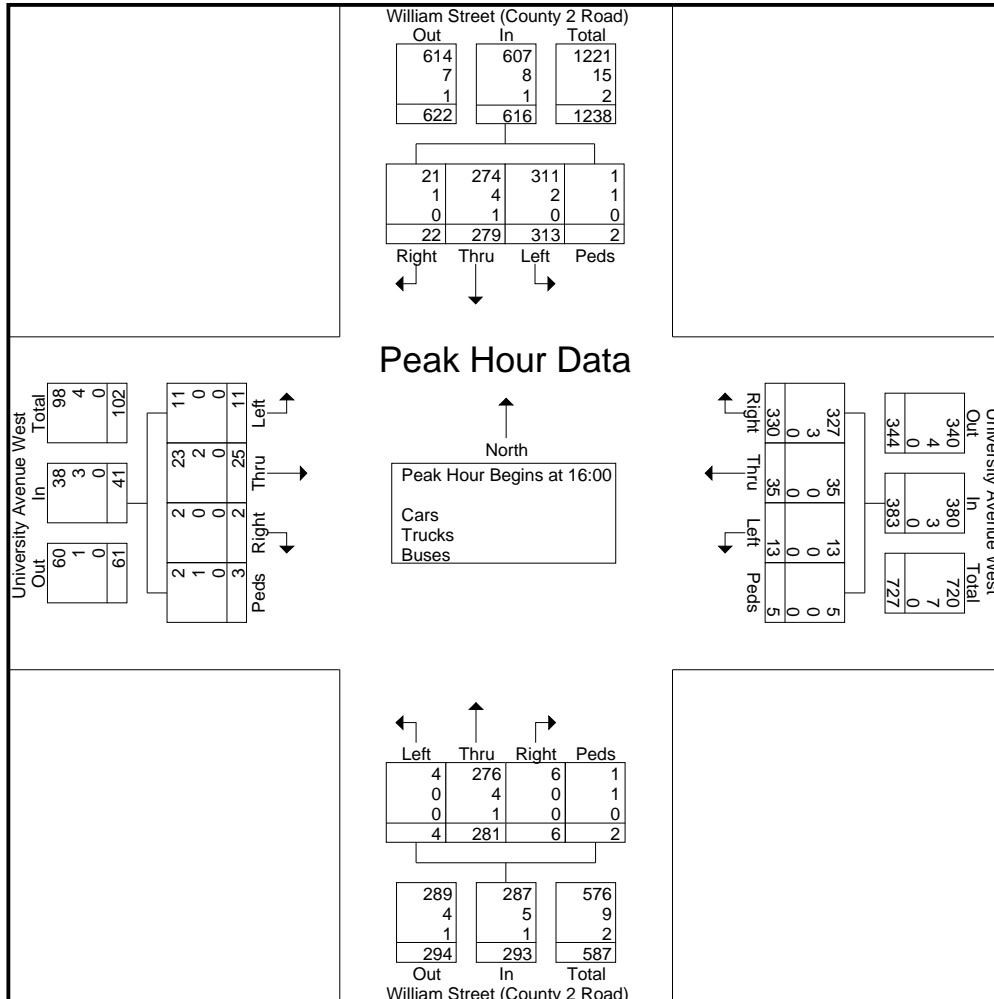 William Street (County 2 Road)
Out In Total
614 607 1221
7 8 15
1 1 2
622 616 1238
21 274 311 1
1 4 2 1
0 1 0 0
22 279 313 2
Right Thru Left Peds
Peak Hour Data
North
Peak Hour Begins at 16:00
Cars
Trucks
Buses
University Avenue West
Out In Total
60 38 98
1 3 4
0 0 0
61 41 102
2 2 23 11
1 0 2 0
0 0 0 0
3 2 25 11
Peds Right Thru Left
University Avenue West
Out In Total
340 380 720
4 3 7
0 0 0
344 383 727
327 35 13 5
3 0 0 0
0 0 0 0
330 35 13 5
Right Thru Left Peds
Left Thru Right Peds
4 276 6 1
0 4 0 1
0 1 0 0
4 281 6 2
289 287 576
4 5 9
1 1 2
294 293 587
Out In Total
William Street (County 2 Road)